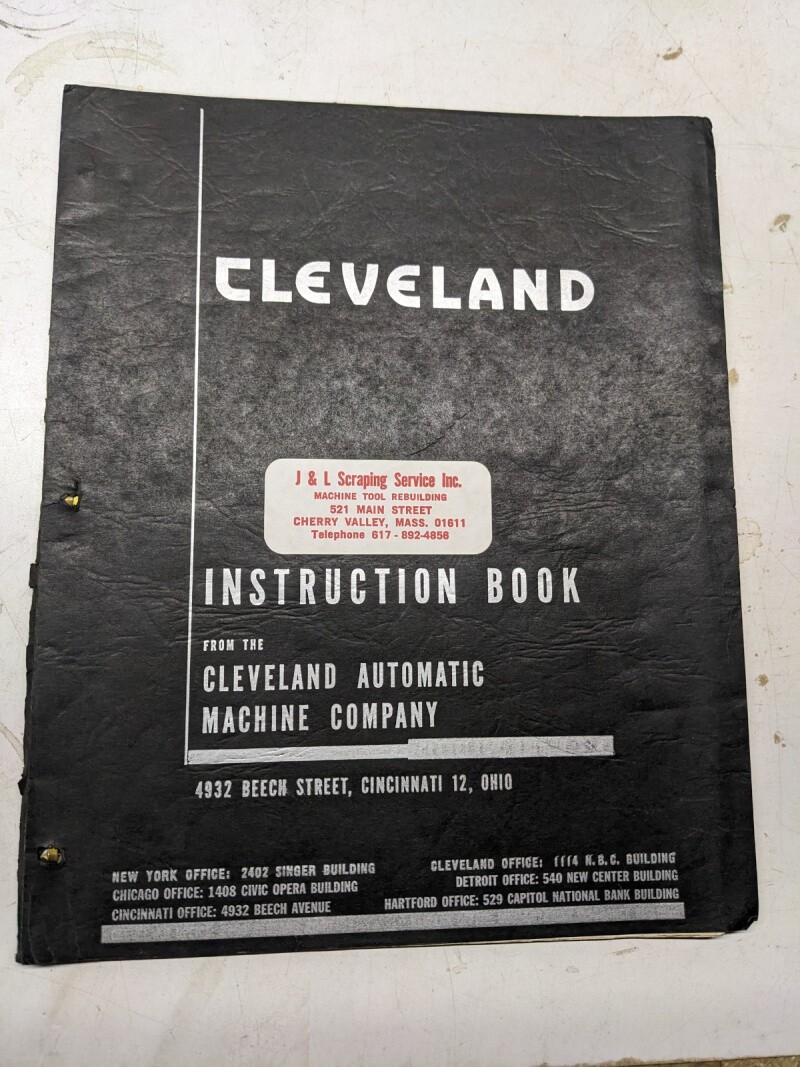 CLEVELAND
J & L Scraping Service Inc.
MACHINE TOOL REBUILDING
521 MAIN STREET
CHERRY VALLEY, MASS. 01611
Telephone 617 - 892-4856
INSTRUCTION BOOK
FROM THE
CLEVELAND AUTOMATIC
MACHINE COMPANY
4932 BEECH STREET, CINCINNATI 12, OHIO
NEW YORK OFFICE: 2402 SINGER BUILDING
CHICAGO OFFICE: 1408 CIVIC OPERA BUILDING
CINCINNATI OFFICE: 4932 BEECH AVENUE
CLEVELAND OFFICE: 1114 N.B.C. BUILDING
DETROIT OFFICE: 540 NEW CENTER BUILDING
HARTFORD OFFICE: 529 CAPITOL NATIONAL BANK BUILDING